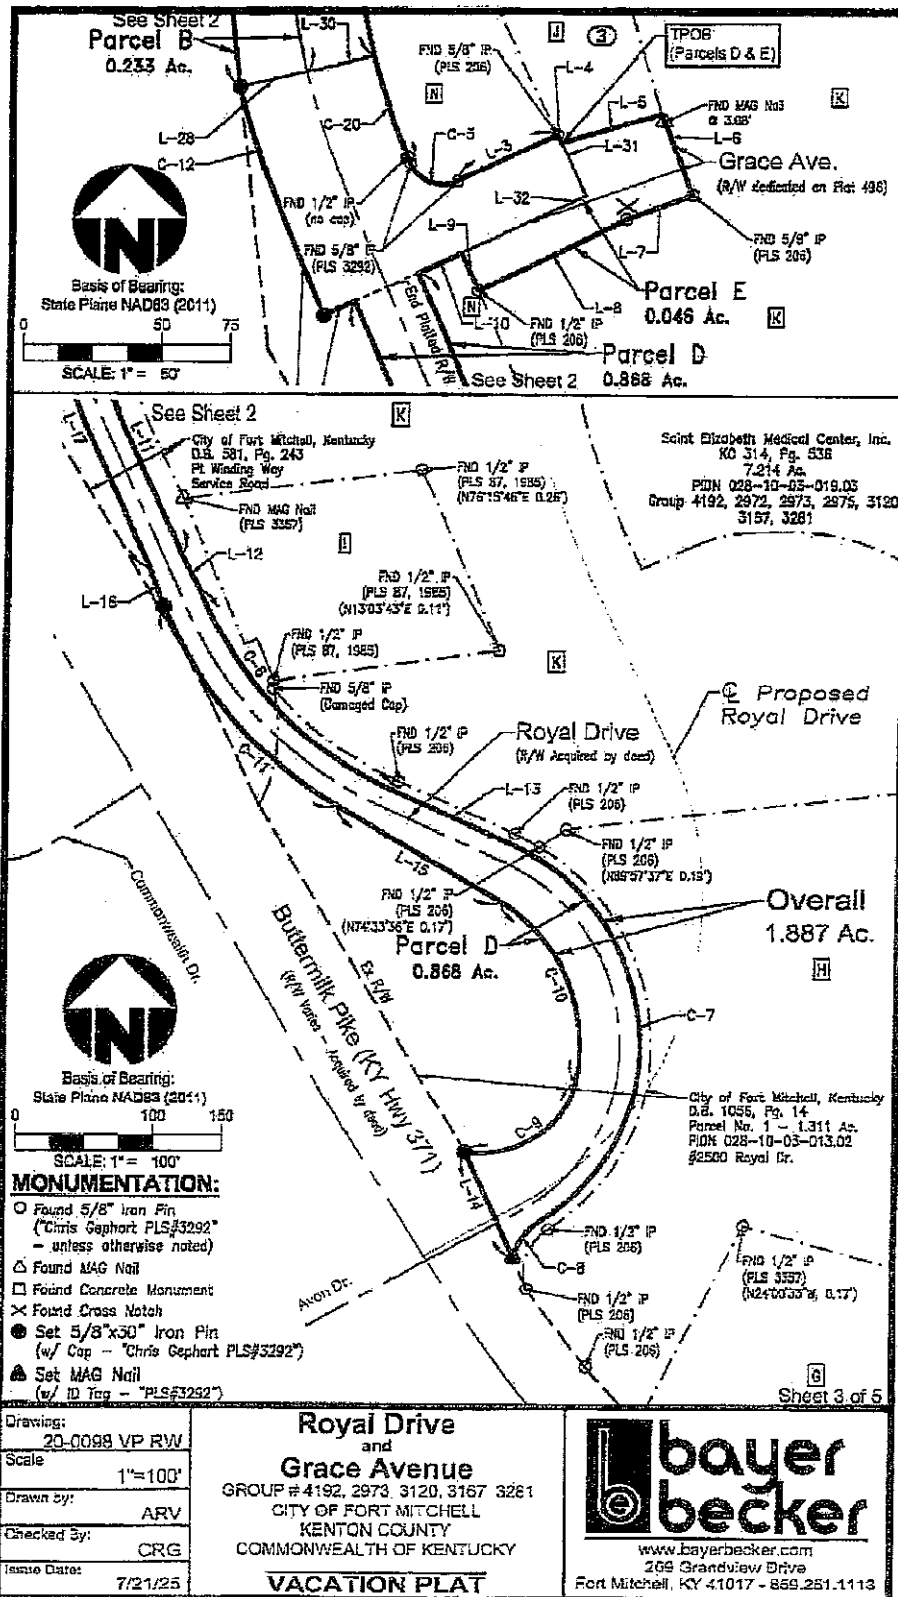 See Sheet 2
Parcel B
0.233 Ac.
L-30
FND 5/8" IP
(PLS 206)
J
3
TPOB
(Parcels D & E)
L-4
L-5
FND MAG Nail
@ 3.08'
K
L-6
N
L-28
C-12
C-20
C-5
L-3
L-31
Grace Ave.
(R/W dedicated on Plat 496)
FND 1/2" IP
(no cap)
L-32
L-9
FND 5/8" IP
(PLS 3292)
L-7
FND 5/8" IP
(PLS 206)
N
Basis of Bearing:
State Plane NAD83 (2011)
0 50 75
SCALE: 1" = 50'
End Platted R/W
N
L-10
FND 1/2" IP
(PLS 206)
L-8
Parcel E
0.046 Ac.
K
Parcel D
0.868 Ac.
See Sheet 2
See Sheet 2
L-17
L-11
City of Fort Mitchell, Kentucky
D.B. 581, Pg. 243
Pt Winding Way
Service Road
K
FND 1/2" IP
(PLS 87, 1985)
(N76°15'46"E 0.26')
Saint Elizabeth Medical Center, Inc.
KC 314, Pg. 536
7.214 Ac.
PIDN 028-10-03-019.03
Group 4192, 2972, 2973, 2975, 3120
3157, 3281
FND MAG Nail
(PLS 3357)
L-12
I
FND 1/2" IP
(PLS 87, 1985)
(N13°03'43"E 0.11')
L-16
C-6
FND 1/2" IP
(PLS 87, 1985)
FND 5/8" IP
(Damaged Cap)
K
℄ Proposed
Royal Drive
Royal Drive
(R/W Acquired by deed)
FND 1/2" IP
(PLS 206)
C-11
L-13
FND 1/2" IP
(PLS 206)
L-15
FND 1/2" IP
(PLS 206)
(N89°57'37"E 0.19')
FND 1/2" IP
(PLS 206)
(N74°33'36"E 0.17')
Parcel D
0.868 Ac.
Overall
1.887 Ac.
H
Commonwealth Dr.
Buttermilk Pike (KY Hwy 371)
(R/W Varies - Acquired by deed)
Ex. R/W
C-10
C-7
N
Basis of Bearing:
State Plane NAD83 (2011)
0 100 150
SCALE: 1" = 100'
City of Fort Mitchell, Kentucky
D.B. 1055, Pg. 14
Parcel No. 1 - 1.311 Ac.
PIDN 028-10-03-013.02
#2500 Royal Dr.
C-9
L-14
MONUMENTATION:
Found 5/8" Iron Pin
("Chris Gephart PLS#3292"
- unless otherwise noted)
Found MAG Nail
Found Concrete Monument
Found Cross Notch
Set 5/8"x30" Iron Pin
(w/ Cap - "Chris Gephart PLS#3292")
Set MAG Nail
(w/ ID Tag - "PLS#3292")
Avon Dr.
FND 1/2" IP
(PLS 206)
C-8
FND 1/2" IP
(PLS 206)
FND 1/2" IP
(PLS 206)
FND 1/2" IP
(PLS 3357)
G
Sheet 3 of 5
Drawing:
20-0098 VP RW
Scale
1"=100'
Drawn by:
ARV
Checked By:
CRG
Issue Date:
7/21/25
Royal Drive
and
Grace Avenue
GROUP # 4192, 2973, 3120, 3167 3281
CITY OF FORT MITCHELL
KENTON COUNTY
COMMONWEALTH OF KENTUCKY
VACATION PLAT
bayer
becker
www.bayerbecker.com
209 Grandview Drive
Fort Mitchell, KY 41017 - 859.261.1113